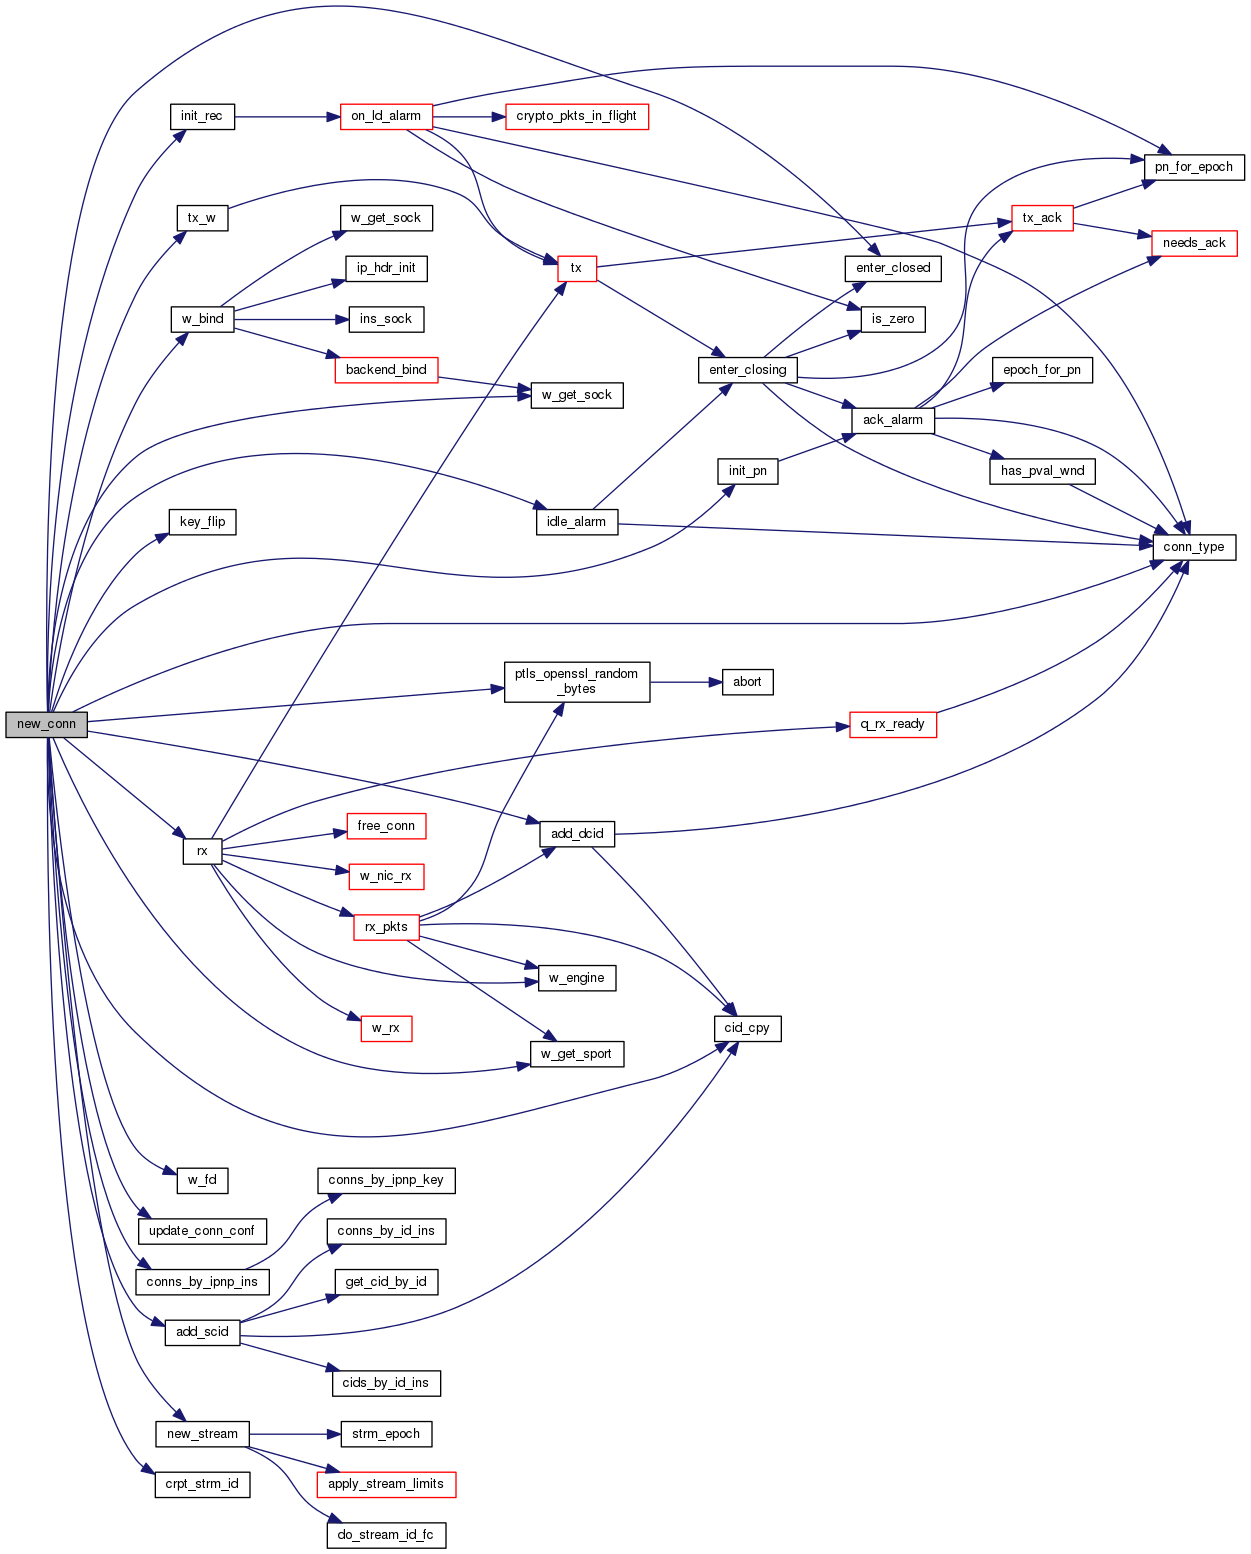 init_rec
on_ld_alarm
crypto_pkts_in_flight
pn_for_epoch
tx_w
w_get_sock
tx_ack
needs_ack
ip_hdr_init
tx
enter_closed
w_bind
ins_sock
is_zero
backend_bind
enter_closing
epoch_for_pn
w_get_sock
ack_alarm
init_pn
has_pval_wnd
key_flip
idle_alarm
conn_type
ptls_openssl_random
_bytes
abort
new_conn
q_rx_ready
free_conn
add_dcid
rx
w_nic_rx
rx_pkts
w_engine
w_rx
cid_cpy
w_get_sport
w_fd
conns_by_ipnp_key
update_conn_conf
conns_by_id_ins
conns_by_ipnp_ins
get_cid_by_id
add_scid
cids_by_id_ins
new_stream
strm_epoch
crpt_strm_id
apply_stream_limits
do_stream_id_fc